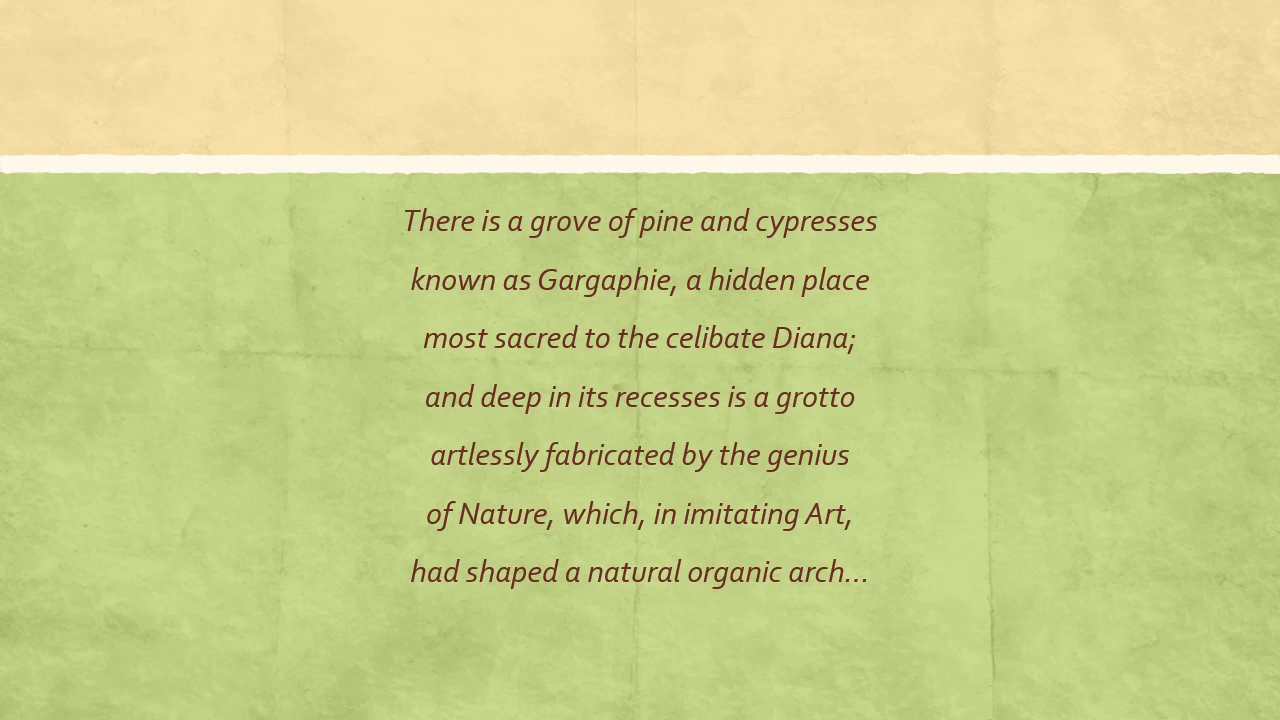 There is a grove of pine and cypresses
known as Gargaphie, a hidden place
most sacred to the celibate Diana;
and deep in its recesses is a grotto
artlessly fabricated by the genius
of Nature, which, in imitating Art,
had shaped a natural organic arch...